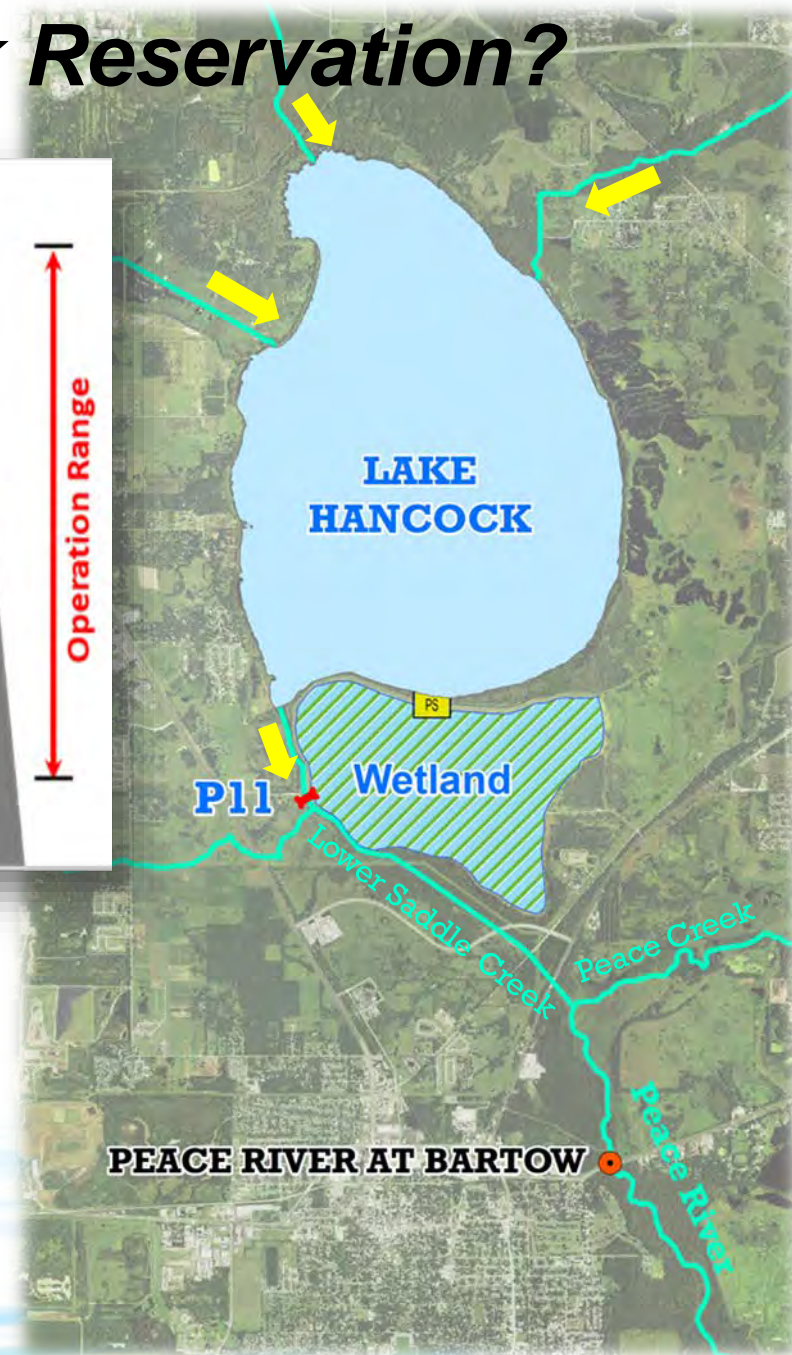 Reservation?
Operation Range
LAKE
HANCOCK
PS
Wetland
P11
Lower Saddle Creek
Peace Creek
Peace River
PEACE RIVER AT BARTOW